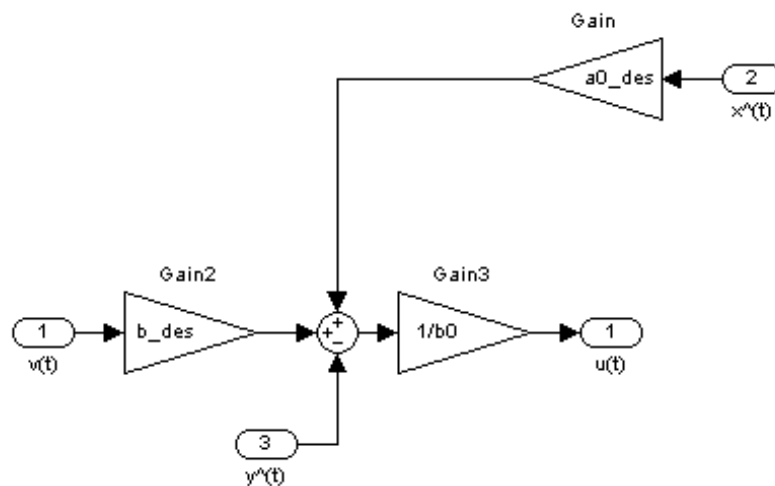 Gain
a0_des
2
x^(t)
Gain2
Gain3
+
1
b_des
+
−
1/b0
1
v(t)
u(t)
3
y^(t)